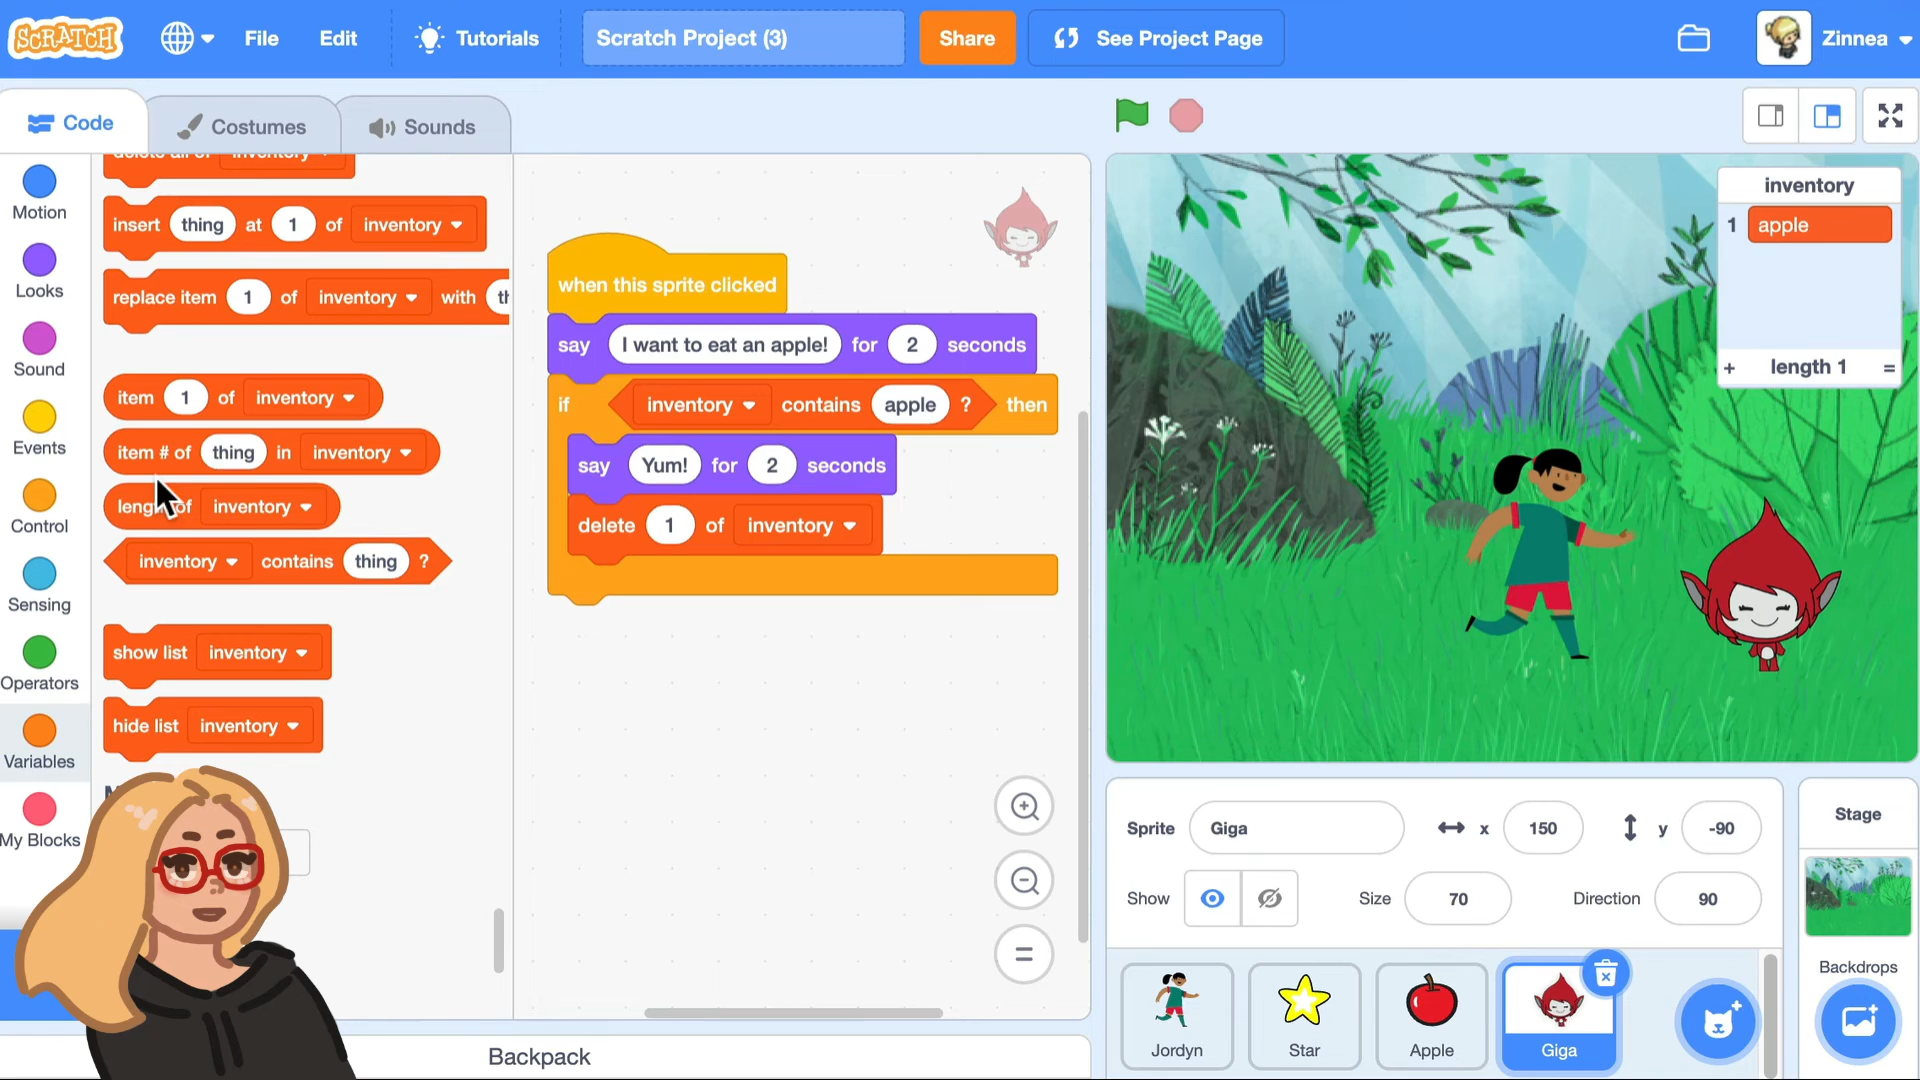 SCRATCH
File
Edit
Tutorials
Scratch Project (3)
Share
See Project Page
Zinnea
Code
Costumes
Sounds
Motion
Looks
Sound
Events
Control
Sensing
Operators
Variables
My Blocks
delete all of inventory
insert thing at 1 of inventory
replace item 1 of inventory with
item 1 of inventory
item # of thing in inventory
length of inventory
inventory contains thing ?
show list inventory
hide list inventory
when this sprite clicked
say I want to eat an apple! for 2 seconds
if inventory contains apple ? then
say Yum! for 2 seconds
delete 1 of inventory
Backpack
inventory
1 apple
+ length 1 =
Sprite Giga x 150 y -90
Show Size 70 Direction 90
Jordyn
Star
Apple
Giga
Stage
Backdrops